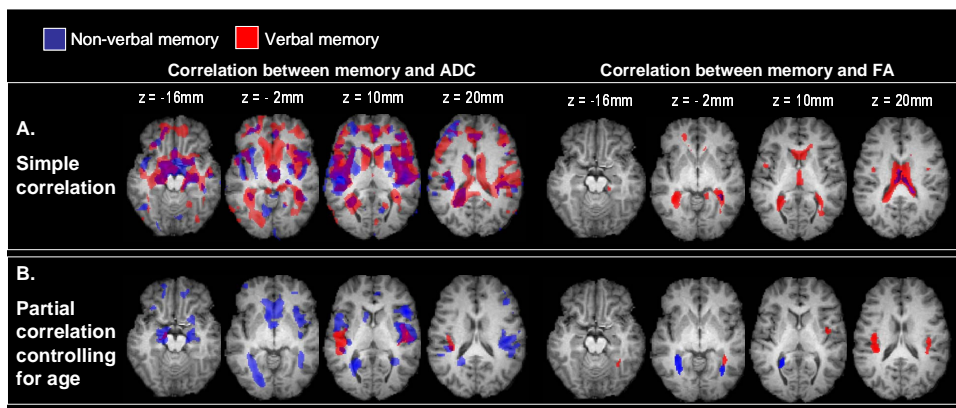 Non-verbal memory Verbal memory
Correlation between memory and ADC Correlation between memory and FA
z = -16mm z = - 2mm z = 10mm z = 20mm z = -16mm z = - 2mm z = 10mm z = 20mm
A.
Simple
correlation
B.
Partial
correlation
controlling
for age